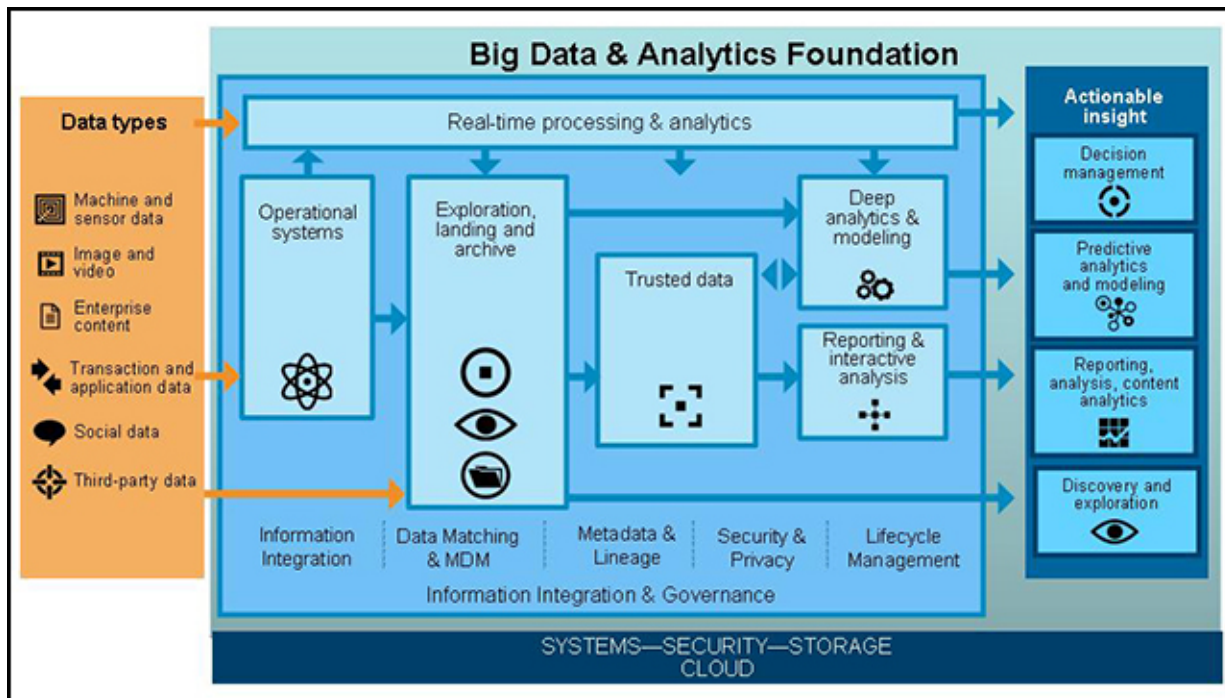 Big Data & Analytics Foundation
Data types
Machine and
sensor data
Image and
video
Enterprise
content
Transaction and
application data
Social data
Third-party data
Real-time processing & analytics
Operational
systems
Exploration,
landing and
archive
Trusted data
Deep
analytics &
modeling
Reporting &
interactive
analysis
Actionable
insight
Decision
management
Predictive
analytics
and modeling
Reporting,
analysis, content
analytics
Discovery and
exploration
Information
Integration
Data Matching
& MDM
Metadata &
Lineage
Security &
Privacy
Lifecycle
Management
Information Integration & Governance
SYSTEMS—SECURITY—STORAGE
CLOUD